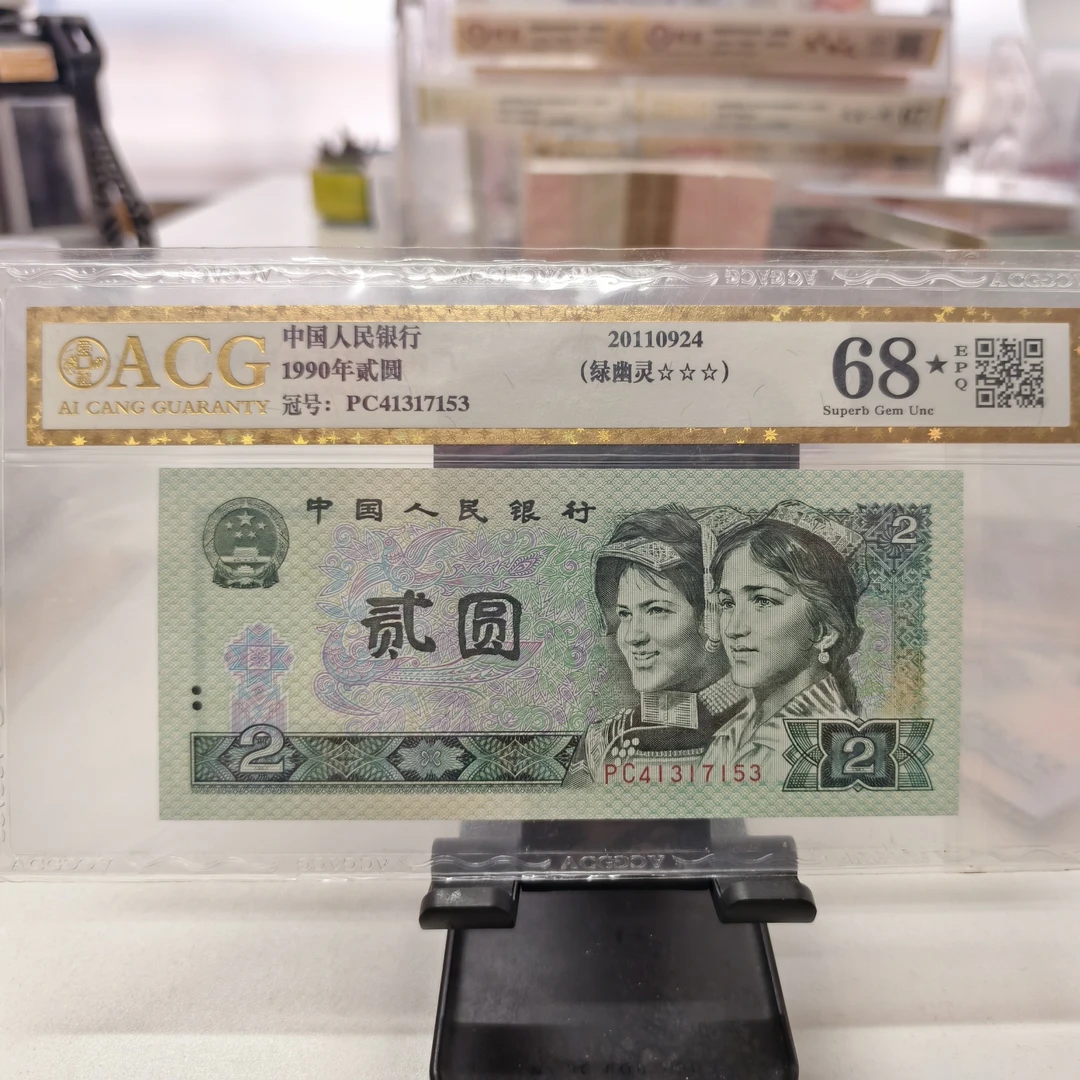 ACG
AI CANG GUARANTY
中国人民银行
1990年贰圆
冠号: PC41317153
20110924
(绿幽灵☆☆☆)
68★
EPQ
Superb Gem Unc
中国人民银行
2
贰圆
2
PC41317153
2